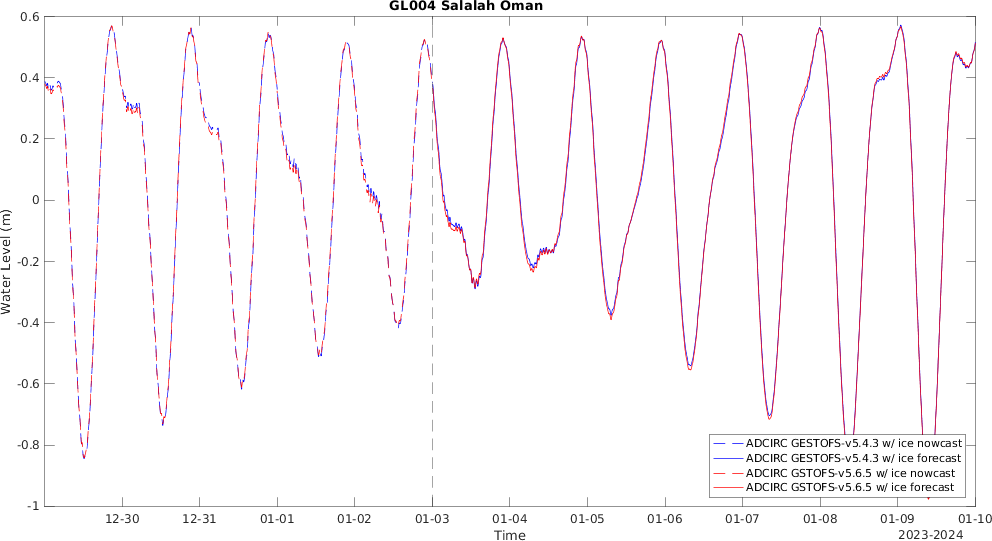 GL004 Salalah Oman
0.6
0.4
0.2
0
-0.2
-0.4
-0.6
-0.8
-1
Water Level (m)
12-30 12-31 01-01 01-02 01-03 01-04 01-05 01-06 01-07 01-08 01-09 01-10
Time
2023-2024
ADCIRC GESTOFS-v5.4.3 w/ ice nowcast
ADCIRC GESTOFS-v5.4.3 w/ ice forecast
ADCIRC GSTOFS-v5.6.5 w/ ice nowcast
ADCIRC GSTOFS-v5.6.5 w/ ice forecast